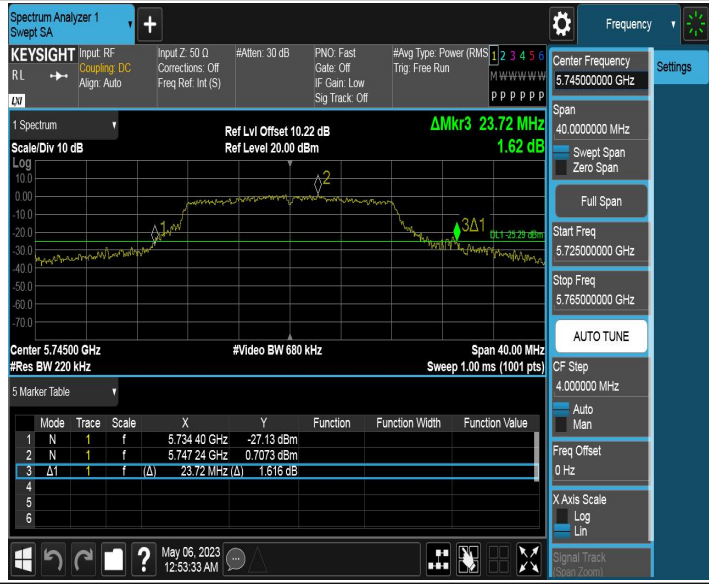 Spectrum Analyzer 1
Swept SA
Frequency
KEYSIGHT
Input: RF
Input Z: 50 Ω
#Atten: 30 dB
PNO: Fast
#Avg Type: Power (RMS
1 2 3 4 5 6
RL
Coupling: DC
Corrections: Off
Gate: Off
Trig: Free Run
M W W W W W
Align: Auto
Freq Ref: Int (S)
IF Gain: Low
LXI
Sig Track: Off
P P P P P P
1 Spectrum
Ref Lvl Offset 10.22 dB
ΔMkr3 23.72 MHz
Scale/Div 10 dB
Ref Level 20.00 dBm
1.62 dB
Log
10.0
0.00
-10.0
-20.0
-30.0
-40.0
-50.0
-60.0
-70.0
2
1
3Δ1
DL1 -25.29 dBm
Center 5.74500 GHz
#Video BW 680 kHz
Span 40.00 MHz
#Res BW 220 kHz
Sweep 1.00 ms (1001 pts)
5 Marker Table
Mode Trace Scale X Y Function Function Width Function Value
1 N 1 f 5.734 40 GHz -27.13 dBm
2 N 1 f 5.747 24 GHz 0.7073 dBm
3 Δ1 1 f (Δ) 23.72 MHz (Δ) 1.616 dB
4
5
6
May 06, 2023
12:53:33 AM
?
Center Frequency
5.745000000 GHz
Settings
Span
40.0000000 MHz
Swept Span
Zero Span
Full Span
Start Freq
5.725000000 GHz
Stop Freq
5.765000000 GHz
AUTO TUNE
CF Step
4.000000 MHz
Auto
Man
Freq Offset
0 Hz
X Axis Scale
Log
Lin
Signal Track
(Span Zoom)